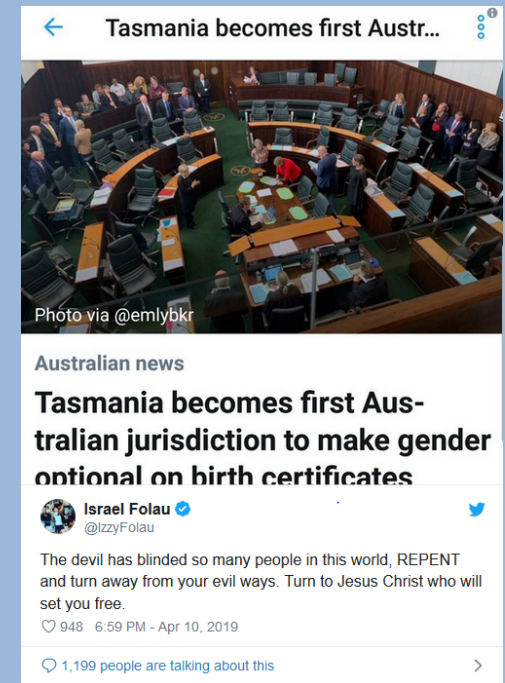 Tasmania becomes first Austr...
Photo via @emlybkr
Australian news
Tasmania becomes first Aus-
tralian jurisdiction to make gender
optional on birth certificates
Israel Folau
@IzzyFolau
The devil has blinded so many people in this world, REPENT
and turn away from your evil ways. Turn to Jesus Christ who will
set you free.
948 6:59 PM - Apr 10, 2019
1,199 people are talking about this